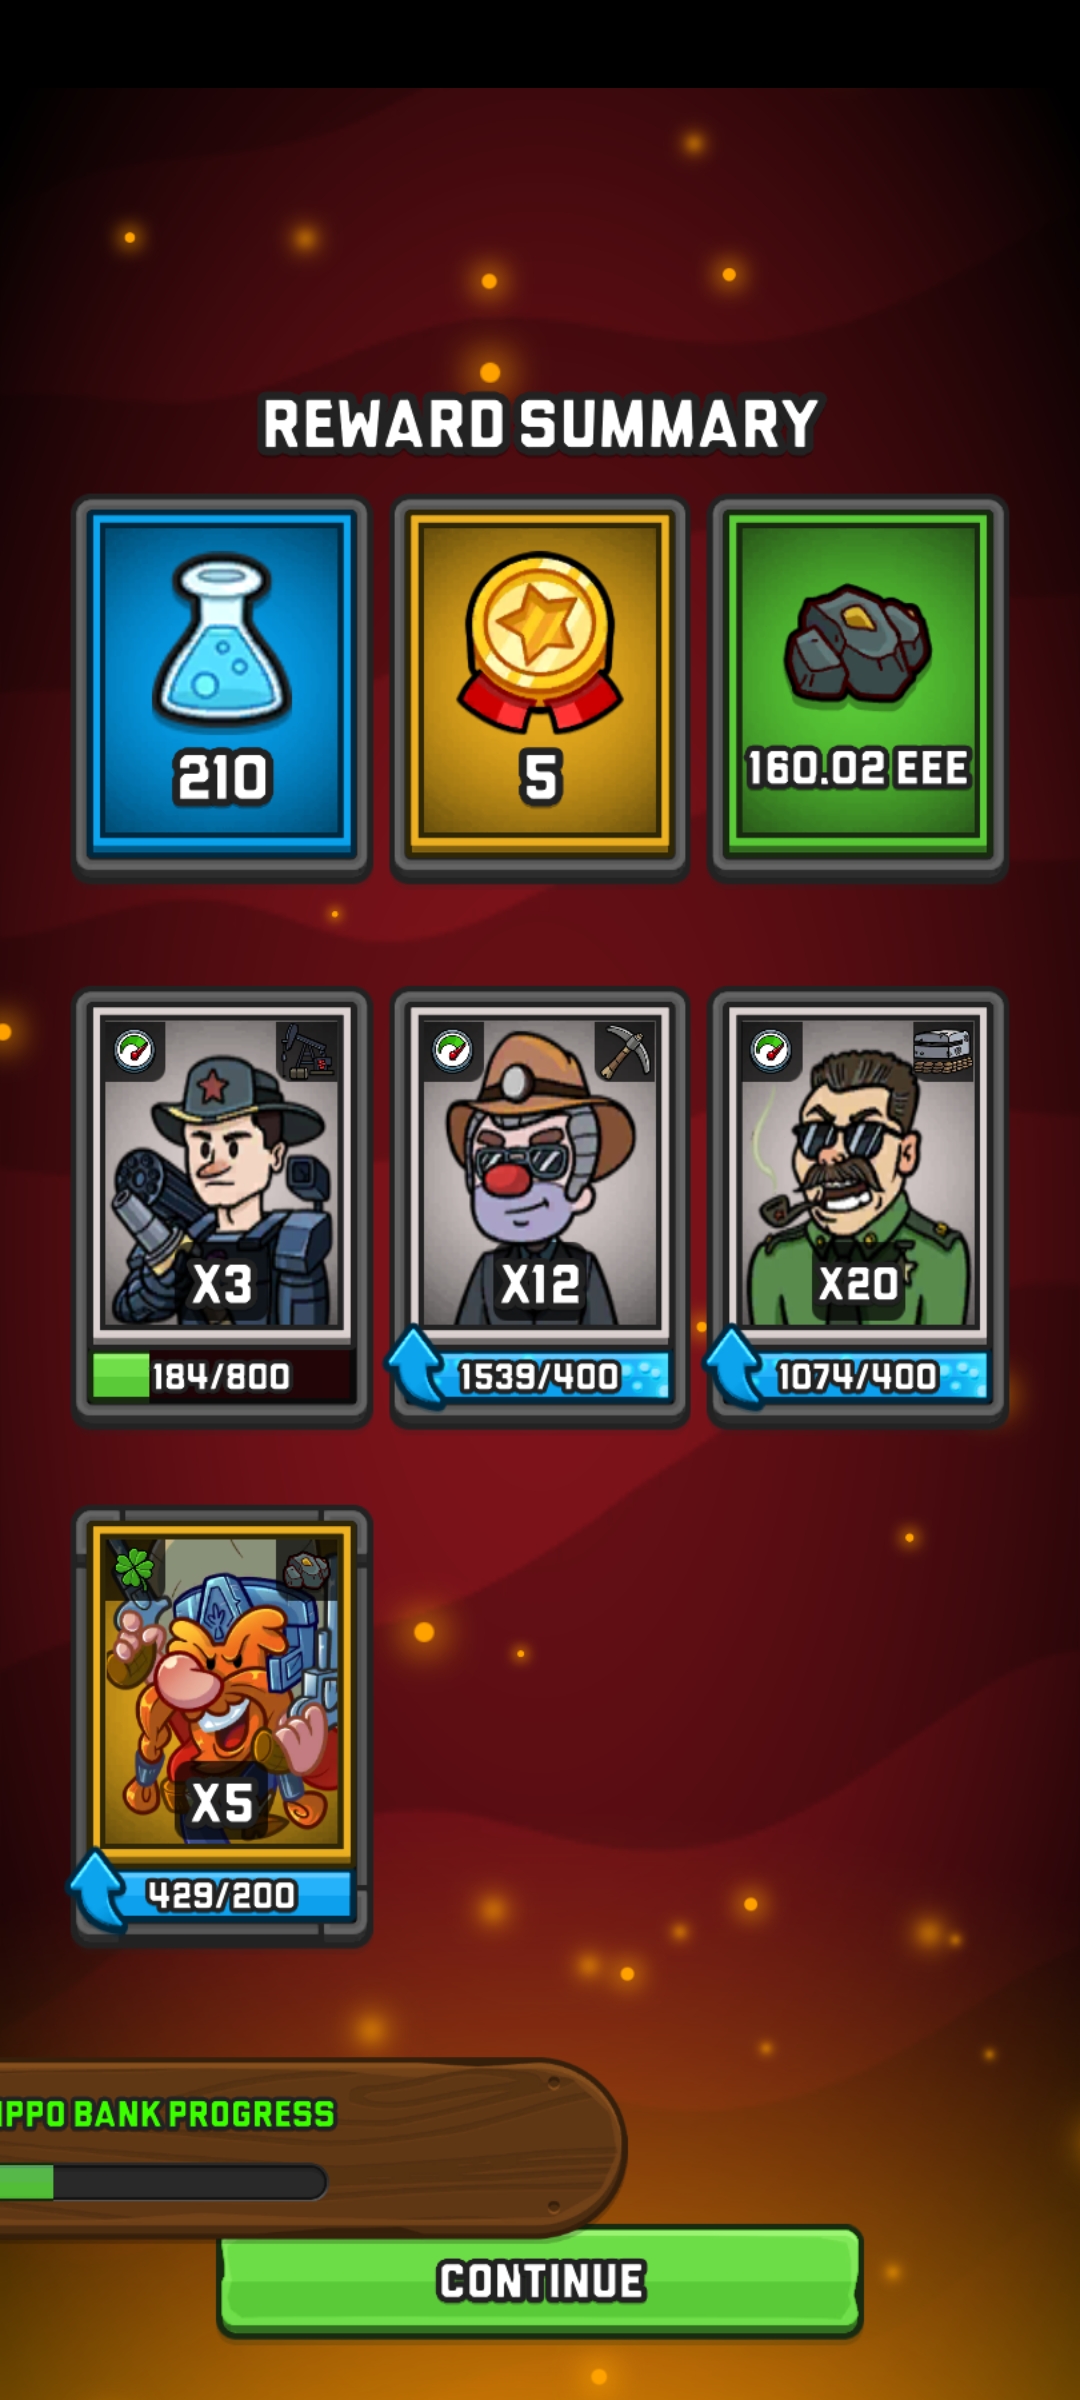 REWARD SUMMARY
210
5
160.02 EEE
X3
X12
X20
184/800
1539/400
1074/400
X5
429/200
IPPO BANK PROGRESS
CONTINUE